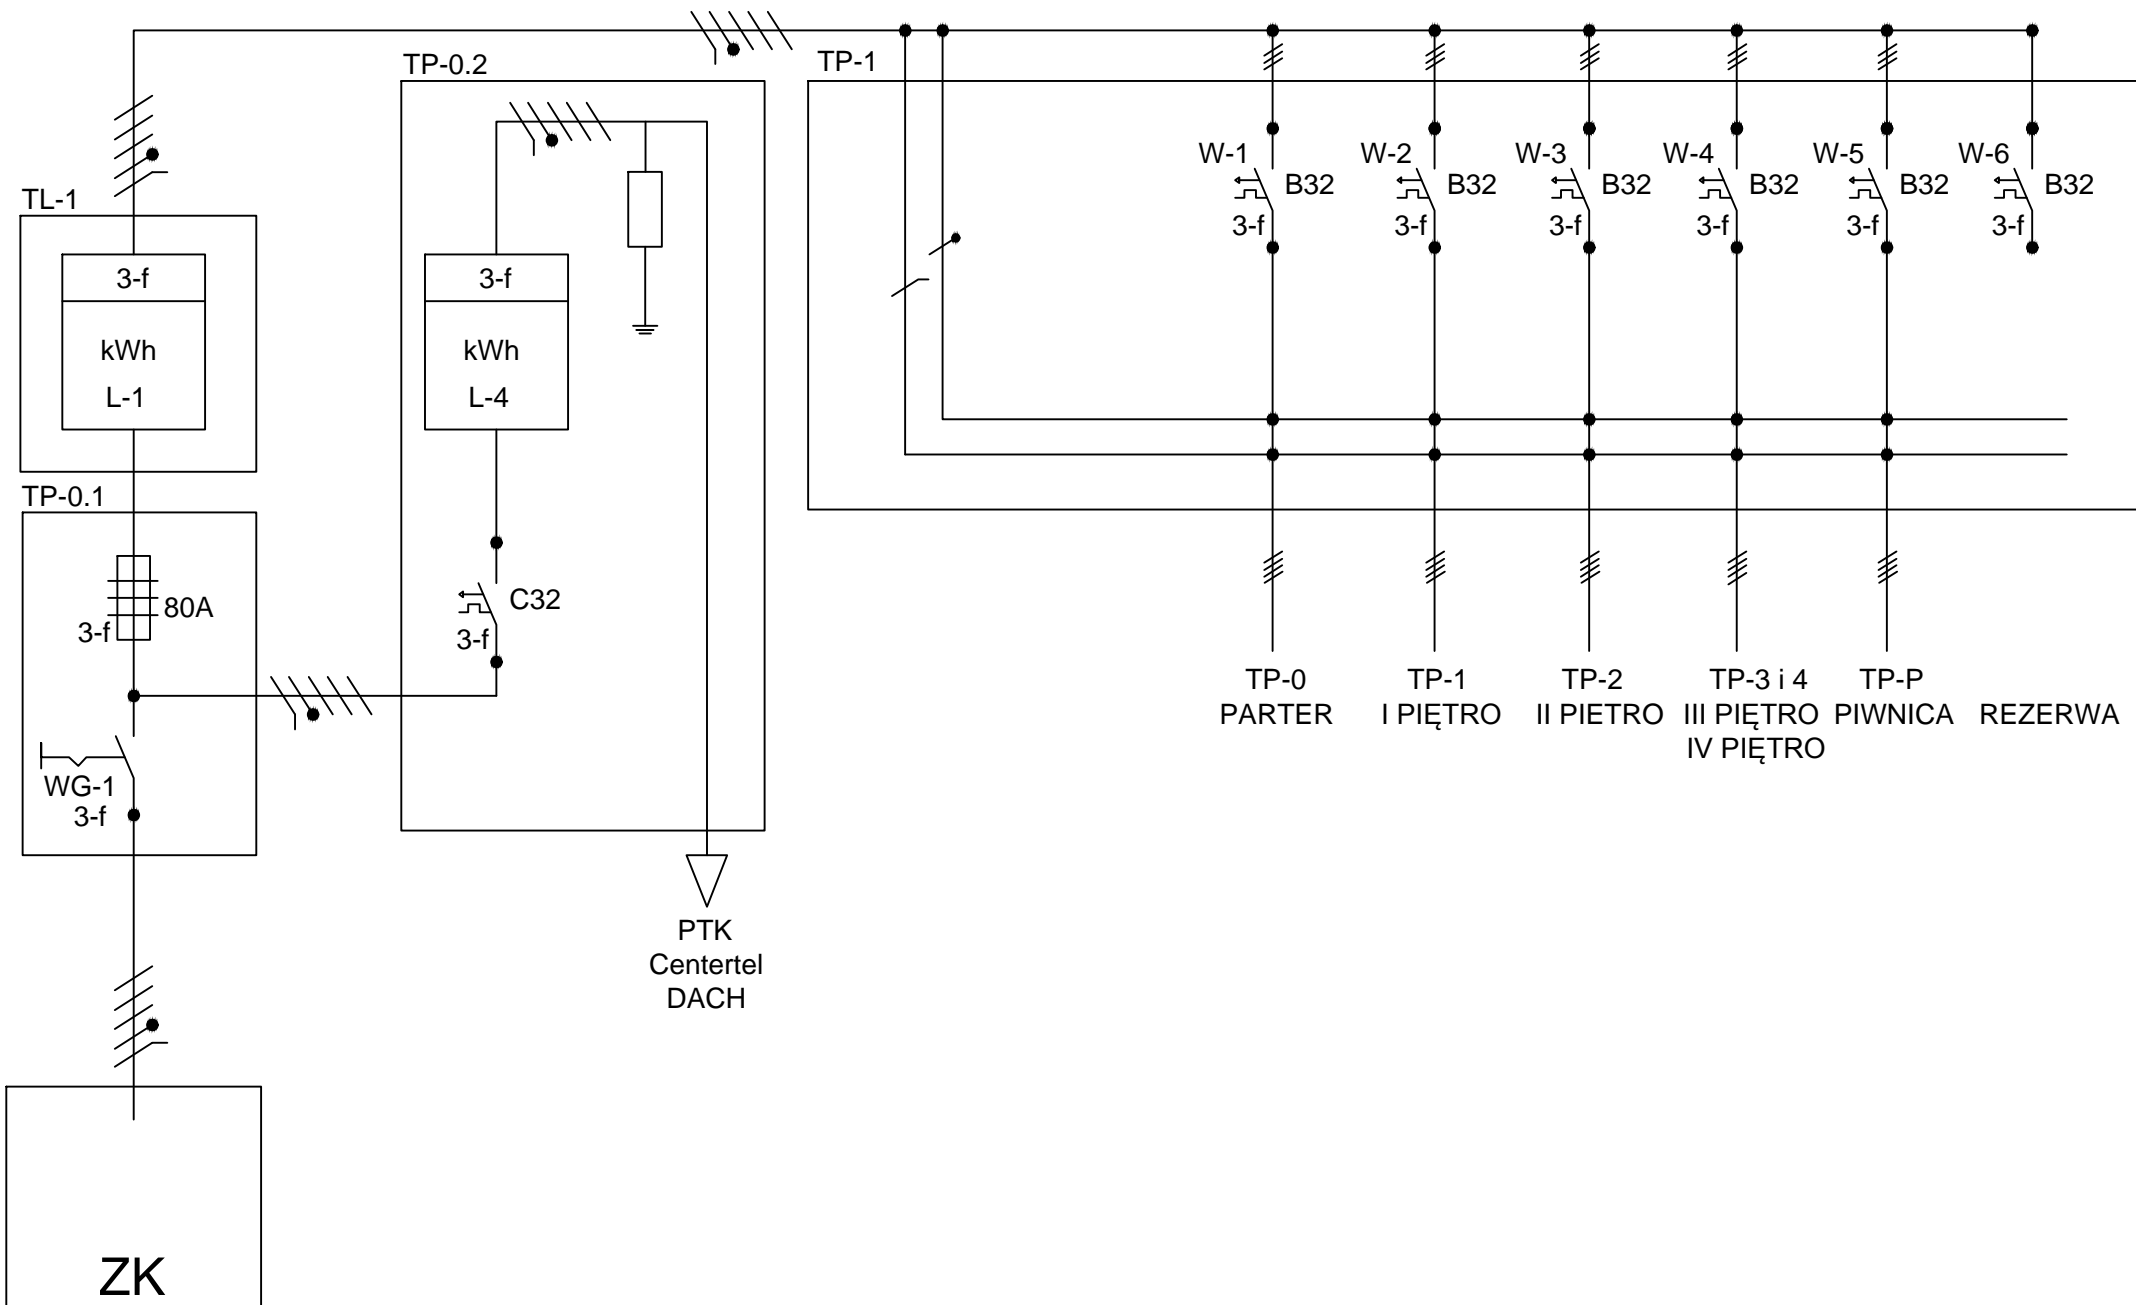 TP-0.2
TP-1
TL-1
3-f
kWh
L-1
3-f
kWh
L-4
W-1
B32
3-f
W-2
B32
3-f
W-3
B32
3-f
W-4
B32
3-f
W-5
B32
3-f
W-6
B32
3-f
TP-0.1
80A
3-f
C32
3-f
WG-1
3-f
TP-0
PARTER
TP-1
I PIĘTRO
TP-2
II PIETRO
TP-3 i 4
III PIĘTRO
IV PIĘTRO
TP-P
PIWNICA
REZERWA
PTK
Centertel
DACH
ZK